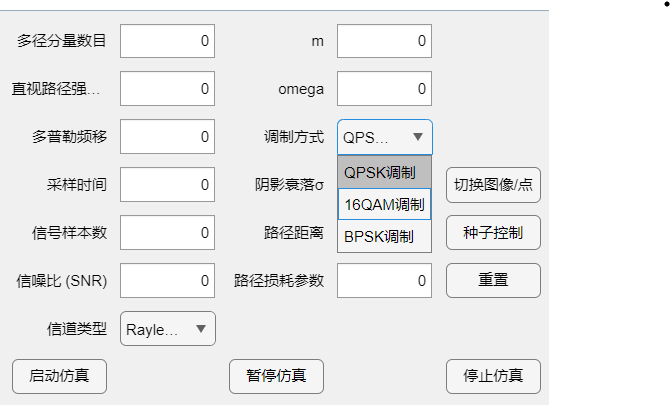 多径分量数目 0 m 0
直视路径强… 0 omega 0
多普勒频移 0 调制方式 QPS…
QPSK调制
采样时间 0 阴影衰落σ 切换图像/点
16QAM调制
信号样本数 0 路径距离 BPSK调制 种子控制
信噪比 (SNR) 0 路径损耗参数 0 重置
信道类型 Rayle…
启动仿真 暂停仿真 停止仿真